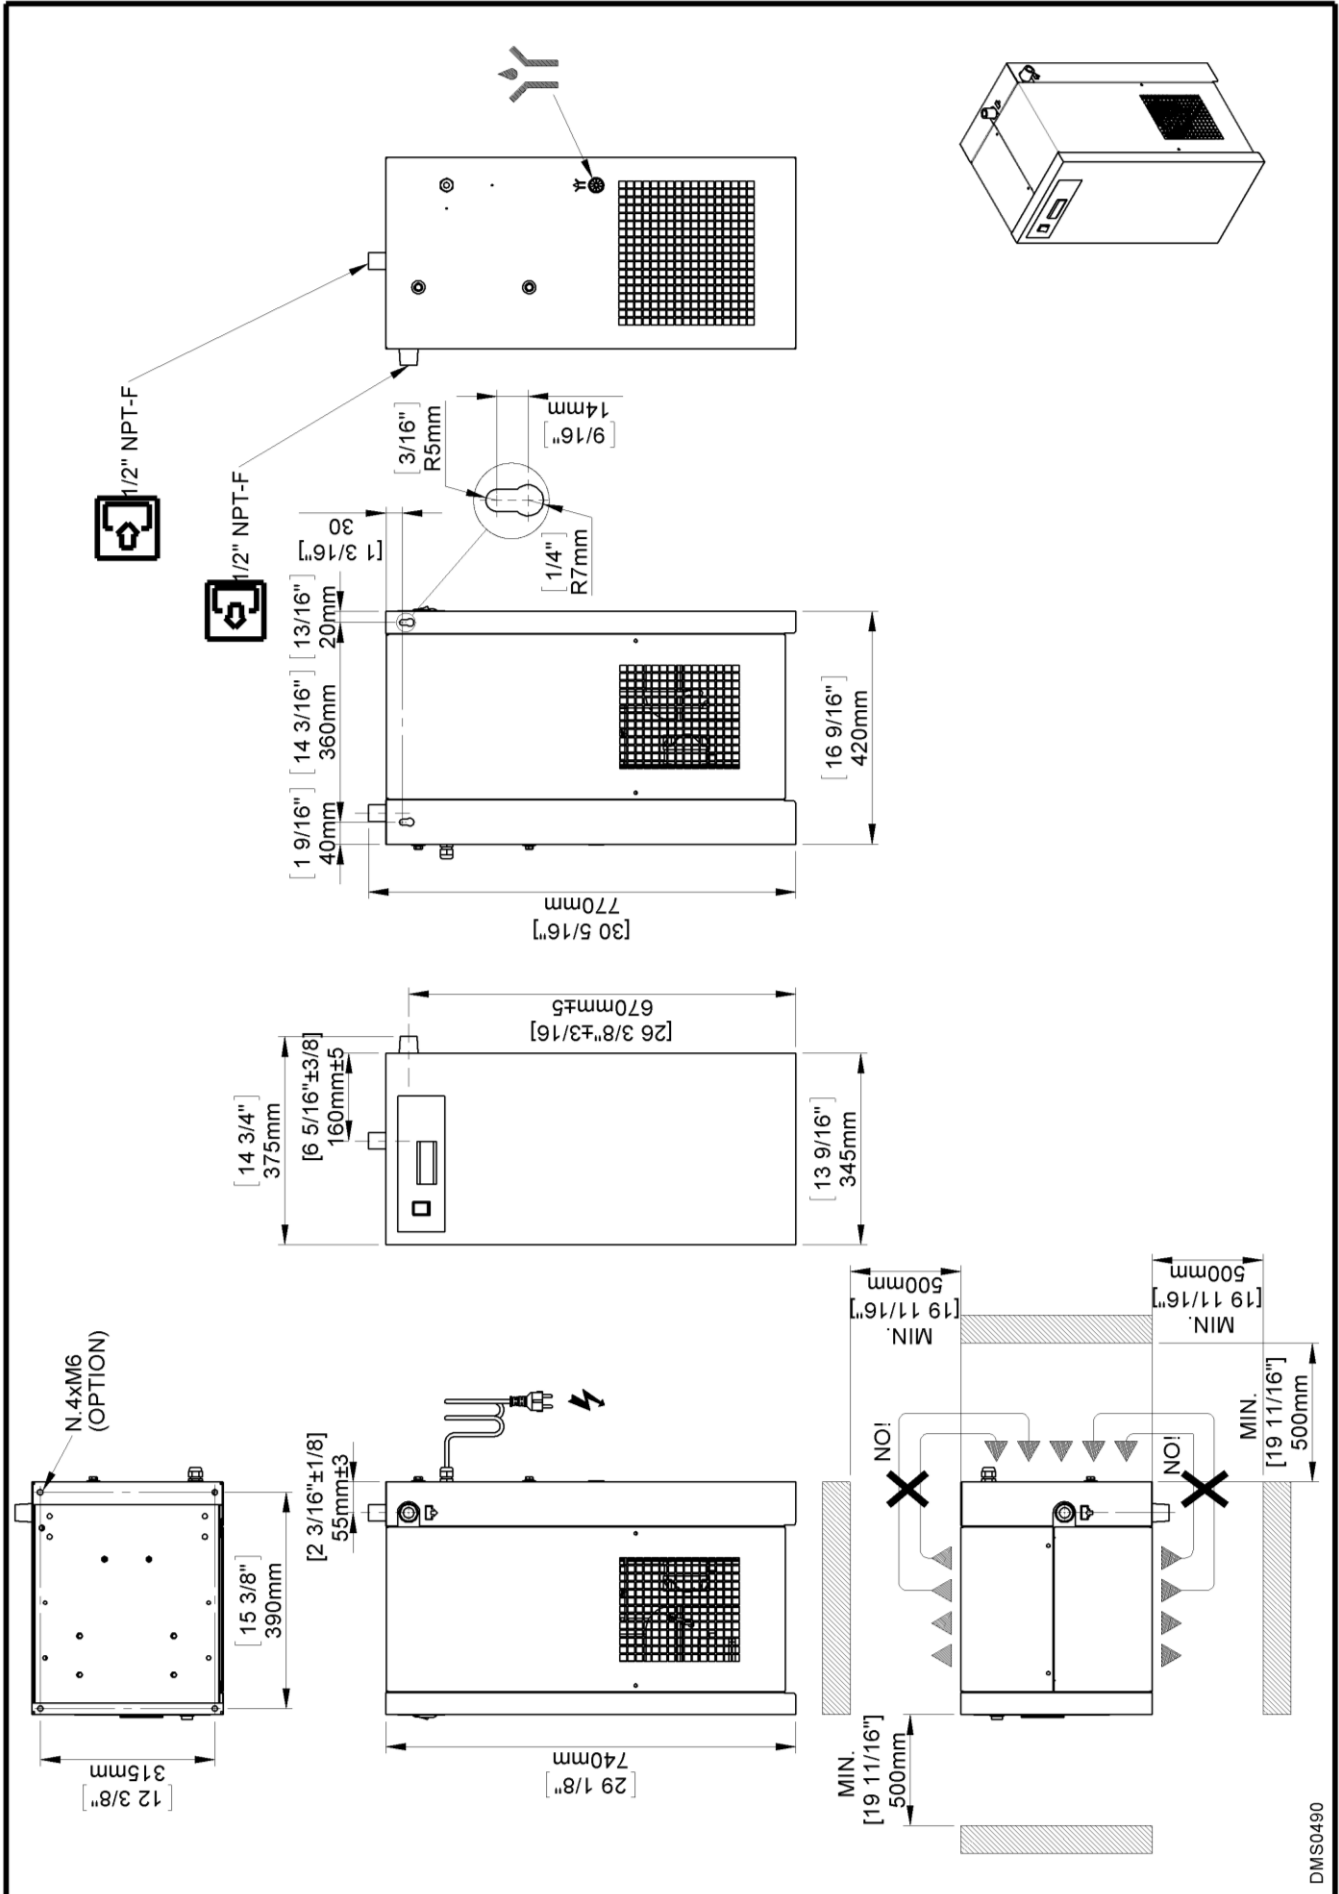 1/2" NPT-F
1/2" NPT-F
[3/16"]
R5mm
14mm
[9/16"]
[1/4"]
R7mm
30
[1 3/16"]
[13/16"]
20mm
[14 3/16"]
360mm
[1 9/16"]
40mm
[16 9/16"]
420mm
770mm
[30 5/16"]
670mm±5
[26 3/8"±3/16]
[6 5/16"±3/8]
160mm±5
[14 3/4"]
375mm
[13 9/16"]
345mm
N.4xM6
(OPTION)
[15 3/8"]
390mm
315mm
[12 3/8"]
[2 3/16"±1/8]
55mm±3
740mm
[29 1/8"]
500mm
[19 11/16"]
MIN.
500mm
[19 11/16"]
MIN.
MIN.
[19 11/16"]
500mm
NO!
NO!
MIN.
[19 11/16"]
500mm
DMS0490